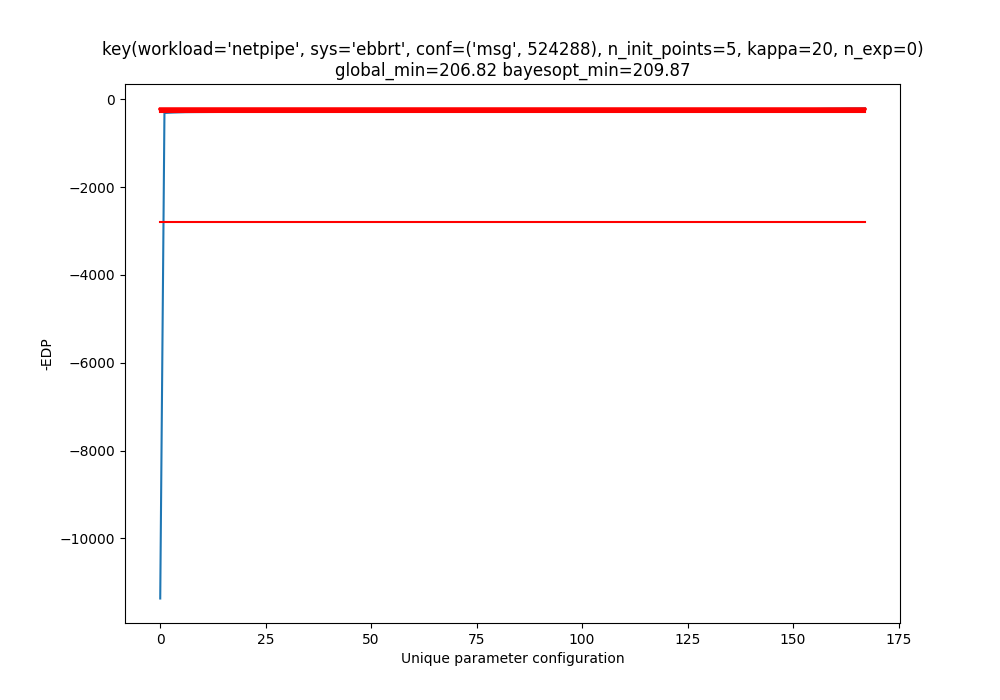 key(workload='netpipe', sys='ebbrt', conf=('msg', 524288), n_init_points=5, kappa=20, n_exp=0)
global_min=206.82 bayesopt_min=209.87
0
−2000
−4000
−6000
−8000
−10000
-EDP
0 25 50 75 100 125 150 175
Unique parameter configuration